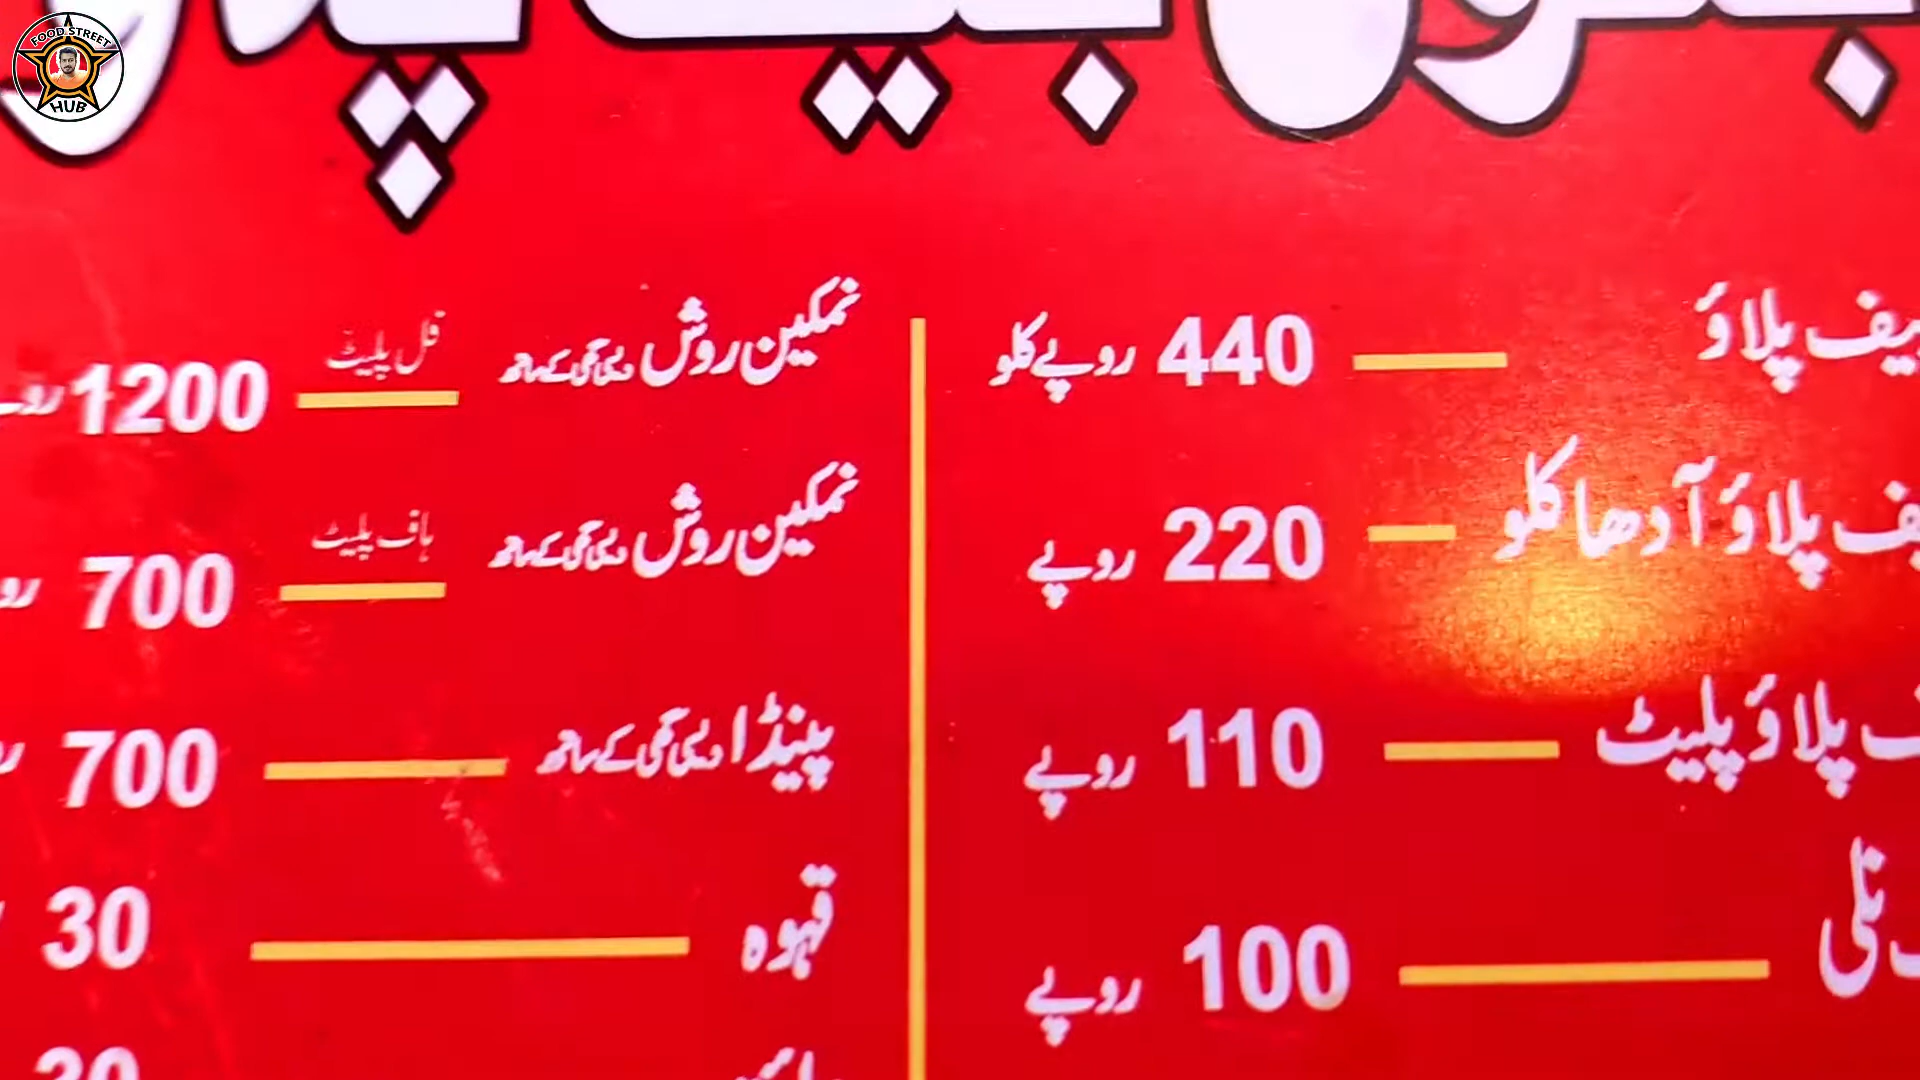 FOOD STREET
HUB
بیف پلاؤ 440 روپے کلو
پلاؤ آدھا کلو 220 روپے
پلاؤ پلیٹ 110 روپے
نلی 100 روپے
نمکین روش دیسی گھی کے ساتھ فل پلیٹ 1200
نمکین روش دیسی گھی کے ساتھ ہاف پلیٹ 700
پینڈا دیسی گھی کے ساتھ 700
قہوہ 30